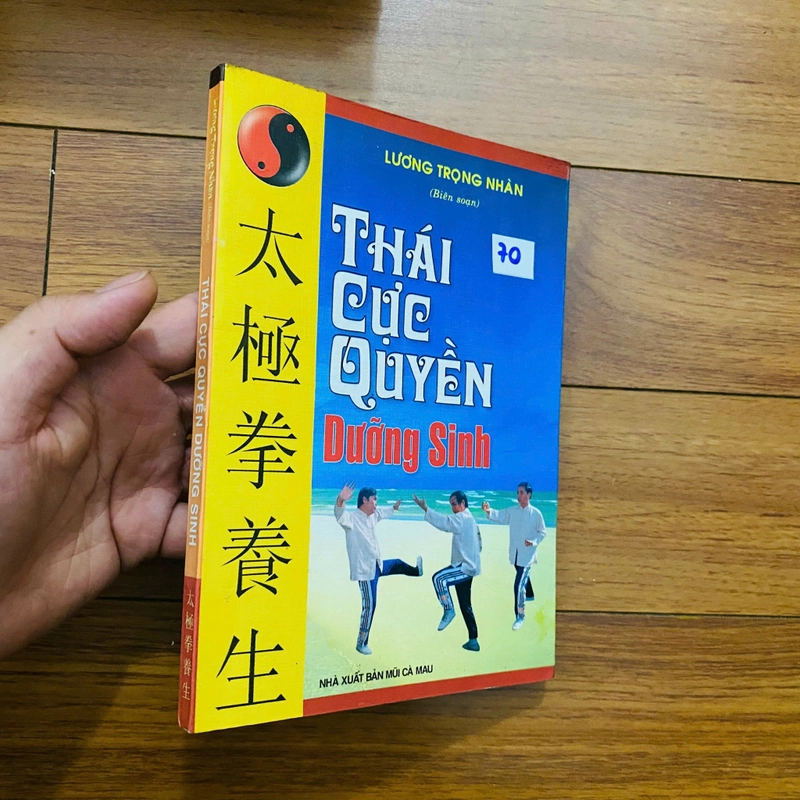 LƯƠNG TRỌNG NHÀN
(Biên soạn)
THÁI
CỰC
QUYỀN
Dưỡng Sinh
70
太極拳養生
NHÀ XUẤT BẢN MŨI CÀ MAU
THÁI CỰC QUYỀN DƯỠNG SINH
太極拳養生